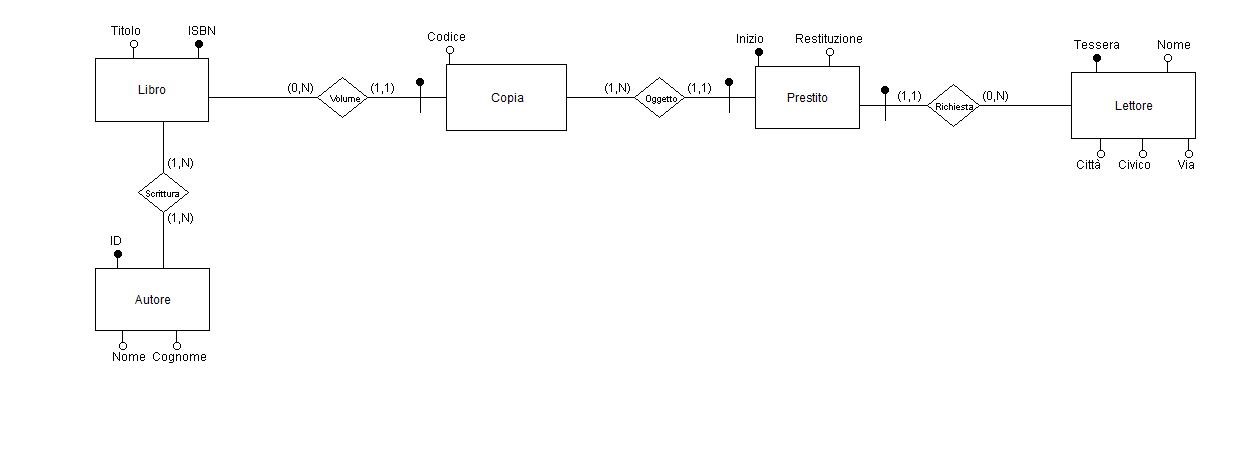 Titolo
ISBN
Libro
(0,N)
Volume
(1,1)
Codice
Copia
(1,N)
Oggetto
(1,1)
Inizio
Restituzione
Prestito
(1,1)
Richiesta
(0,N)
Tessera
Nome
Lettore
Città
Civico
Via
(1,N)
Scrittura
(1,N)
ID
Autore
Nome
Cognome